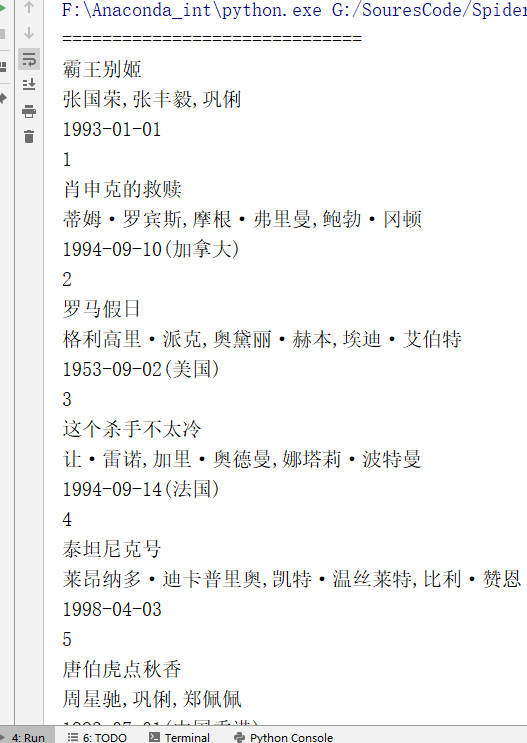 F:\Anaconda_int\python.exe G:/SouresCode/Spider
==============================
霸王别姬
张国荣,张丰毅,巩俐
1993-01-01
1
肖申克的救赎
蒂姆·罗宾斯,摩根·弗里曼,鲍勃·冈顿
1994-09-10(加拿大)
2
罗马假日
格利高里·派克,奥黛丽·赫本,埃迪·艾伯特
1953-09-02(美国)
3
这个杀手不太冷
让·雷诺,加里·奥德曼,娜塔莉·波特曼
1994-09-14(法国)
4
泰坦尼克号
莱昂纳多·迪卡普里奥,凯特·温丝莱特,比利·赞恩
1998-04-03
5
唐伯虎点秋香
周星驰,巩俐,郑佩佩
4: Run 6: TODO Terminal Python Console